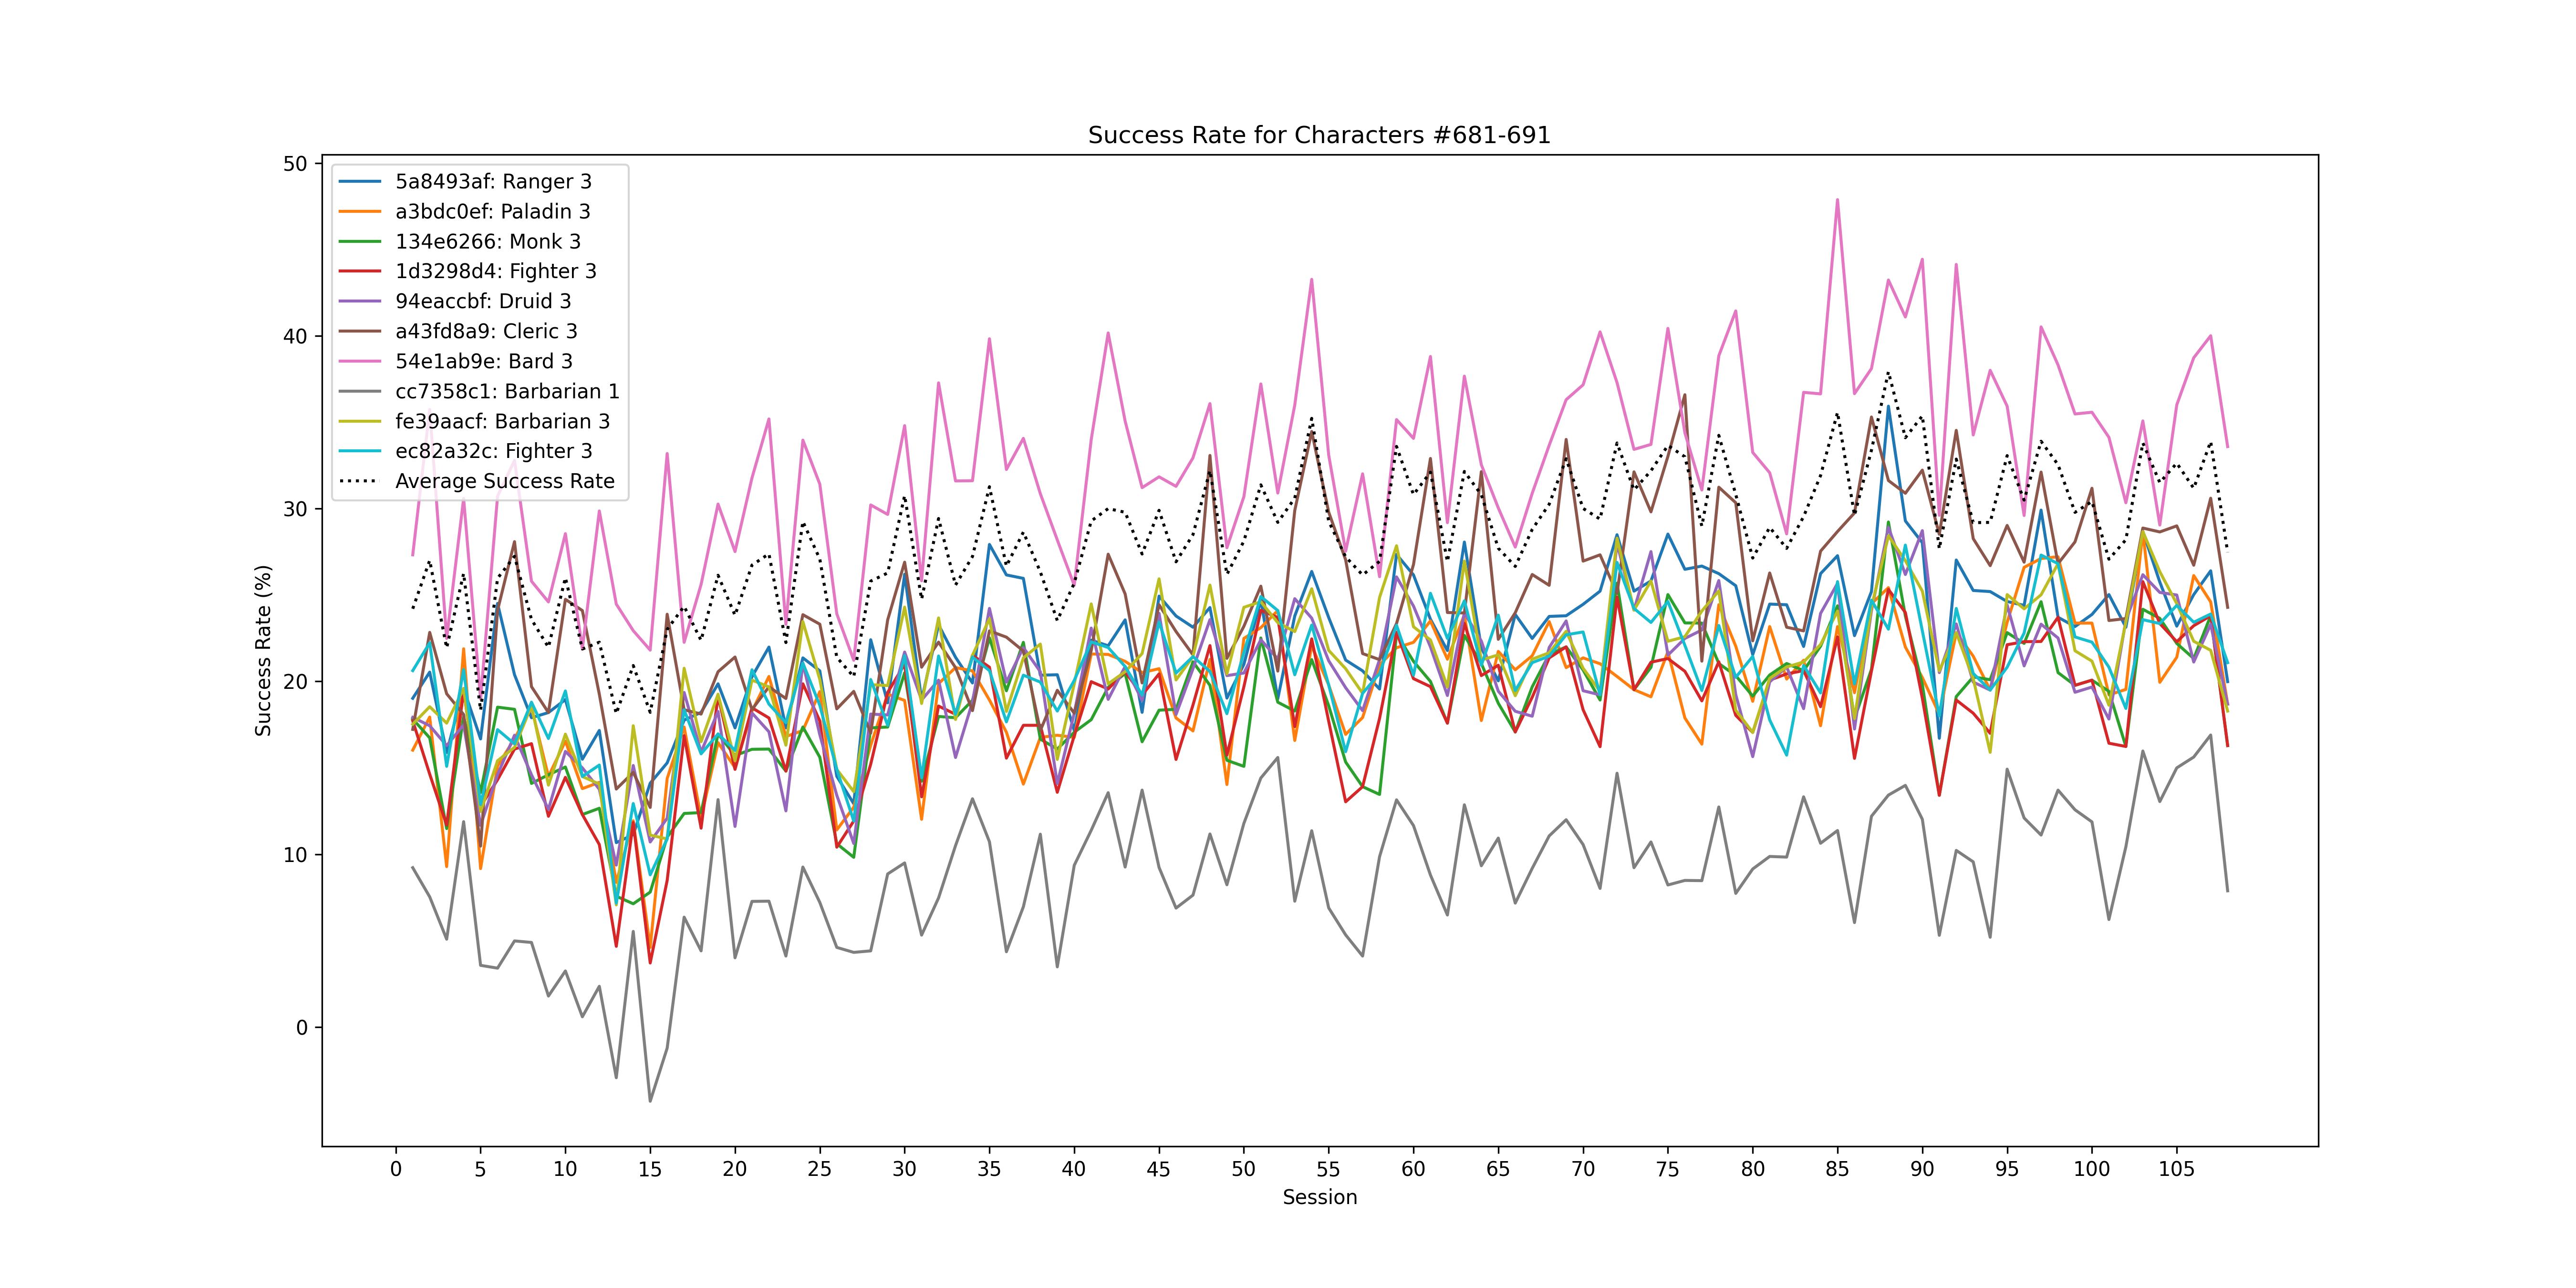 Success Rate for Characters #681-691
50
40
30
20
10
0
Success Rate (%)
5a8493af: Ranger 3
a3bdc0ef: Paladin 3
134e6266: Monk 3
1d3298d4: Fighter 3
94eaccbf: Druid 3
a43fd8a9: Cleric 3
54e1ab9e: Bard 3
cc7358c1: Barbarian 1
fe39aacf: Barbarian 3
ec82a32c: Fighter 3
Average Success Rate
0 5 10 15 20 25 30 35 40 45 50 55 60 65 70 75 80 85 90 95 100 105
Session